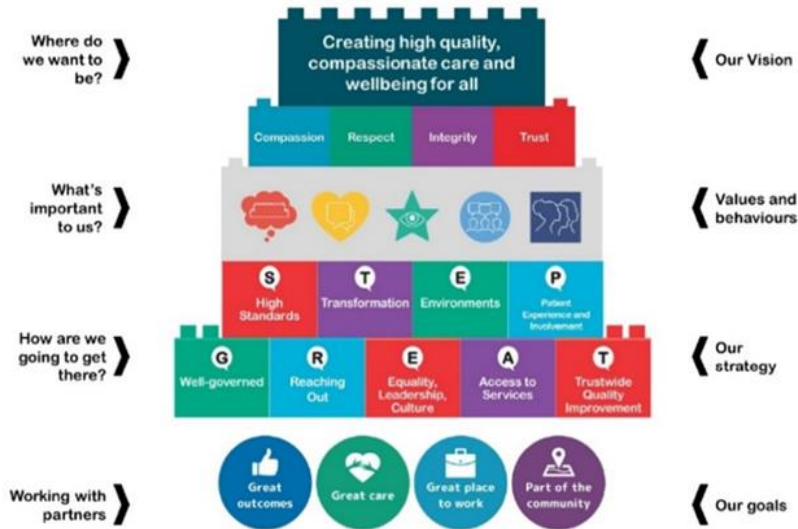 Where do
we want to
be?
Creating high quality,
compassionate care and
wellbeing for all
Our Vision
Compassion
Respect
Integrity
Trust
What's
important
to us?
Values and
behaviours
S
High
Standards
T
Transformation
E
Environments
P
Patient
Experience and
Involvement
How are we
going to get
there?
G
Well-governed
R
Reaching
Out
E
Equality,
Leadership,
Culture
A
Access to
Services
T
Trustwide
Quality
Improvement
Our
strategy
Working with
partners
Great
outcomes
Great care
Great place
to work
Part of the
community
Our goals